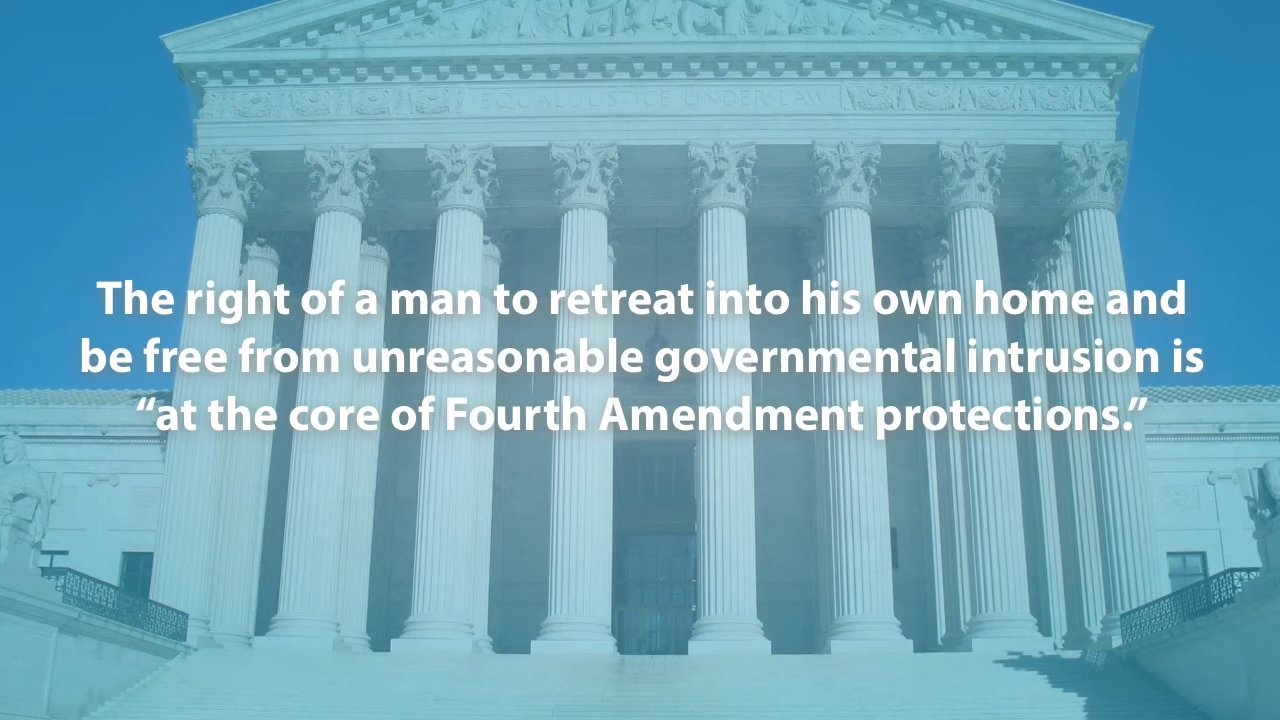 EQUAL JUSTICE UNDER LAW
The right of a man to retreat into his own home and
be free from unreasonable governmental intrusion is
“at the core of Fourth Amendment protections.”